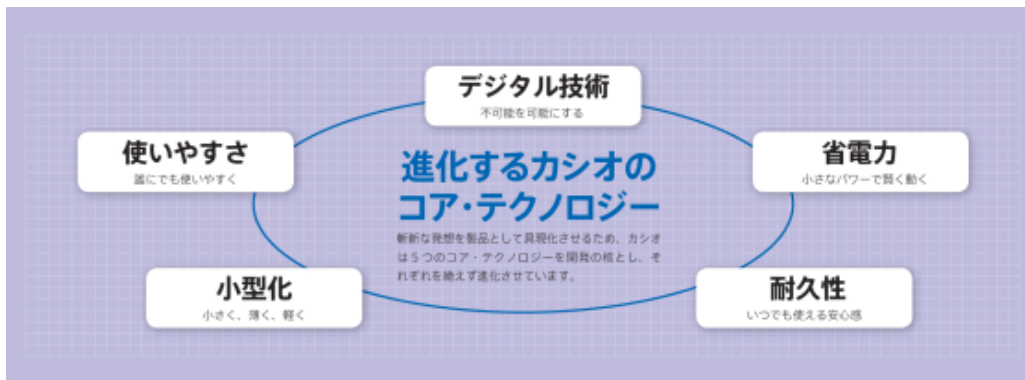 デジタル技術
不可能を可能にする
使いやすさ
誰にでも使いやすく
省電力
小さなパワーで賢く動く
進化するカシオの
コア・テクノロジー
斬新な発想を製品として具現化させるため、カシオ
は5つのコア・テクノロジーを開発の核とし、そ
れぞれを絶えず進化させています。
小型化
小さく、薄く、軽く
耐久性
いつでも使える安心感